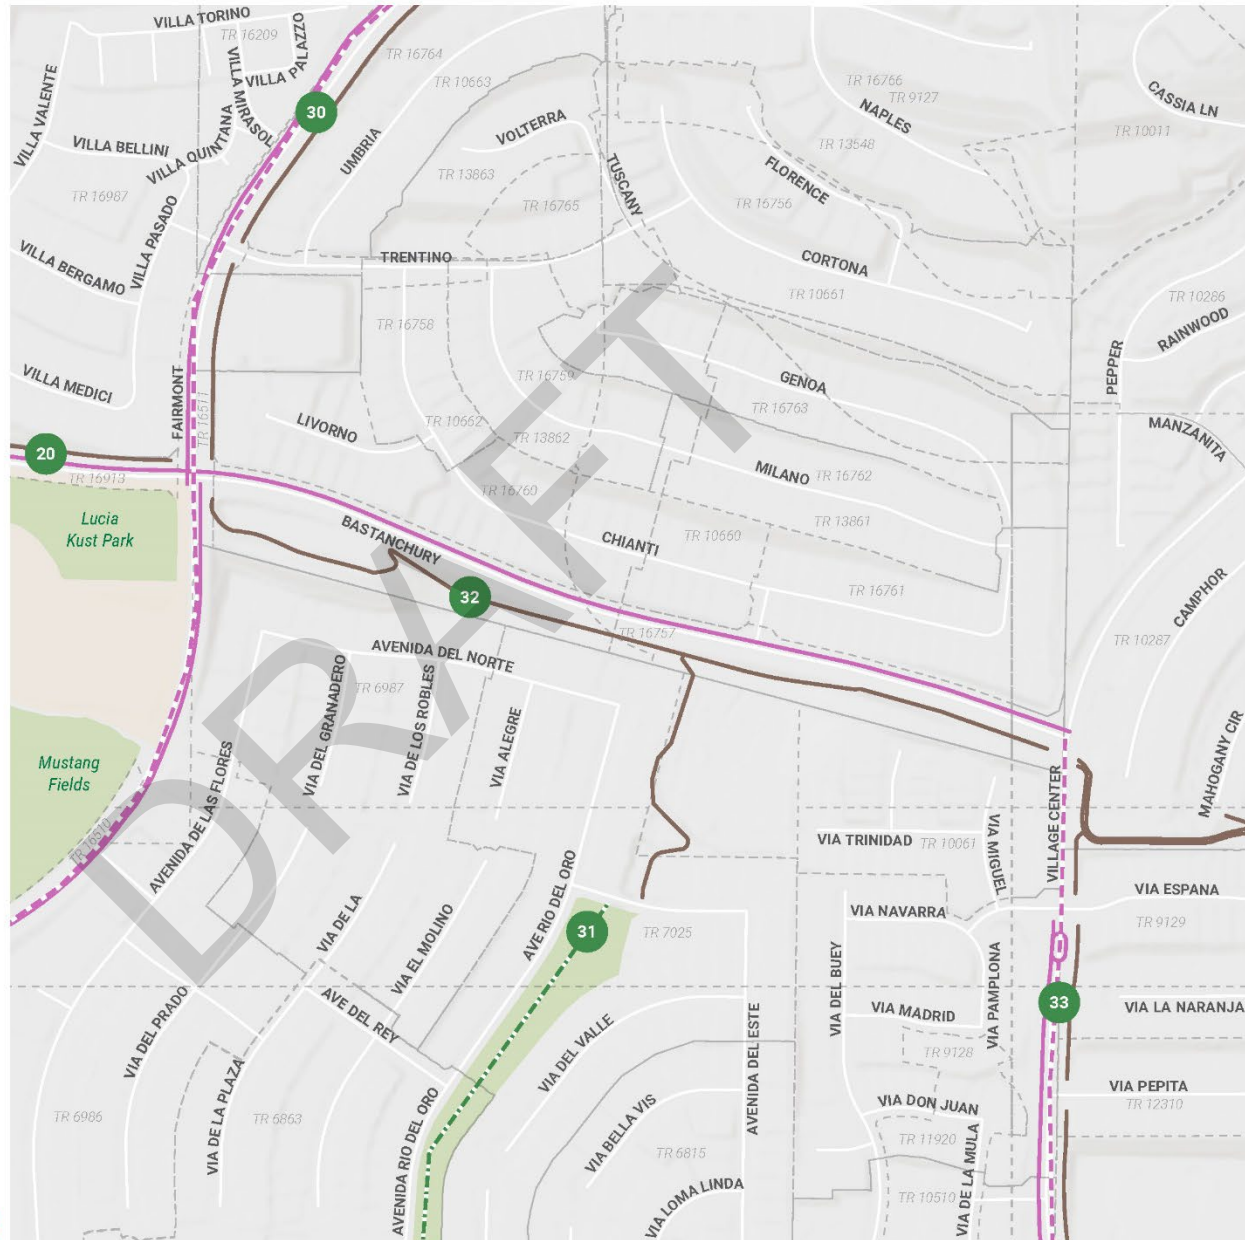 VILLA TORINO
TR 16209
VILLA PALAZZO
VILLA MIRASOL
TR 16764
TR 10663
30
VILLA VALENTE
VILLA BELLINI
VILLA QUINTANA
UMBRIA
VOLTERRA
TR 16766
TR 9127
NAPLES
CASSIA LN
TR 10011
TR 13548
TR 13863
TUSCANY
FLORENCE
TR 16987
VILLA PASADO
TR 16765
TR 16756
VILLA BERGAMO
TRENTINO
CORTONA
TR 10661
TR 10286
RAINWOOD
PEPPER
TR 16758
VILLA MEDICI
FAIRMONT
TR 16511
TR 16759
GENOA
TR 16763
LIVORNO
TR 10662
TR 13862
MANZANITA
20
TR 16913
MILANO
TR 16762
TR 16760
Lucia
Kust Park
BASTANCHURY
CHIANTI
TR 10660
TR 13861
32
TR 16761
CAMPHOR
TR 16757
TR 10287
AVENIDA DEL NORTE
TR 6987
VIA DEL GRANADERO
VIA DE LOS ROBLES
VIA ALEGRE
Mustang
Fields
AVENIDA DE LAS FLORES
MAHOGANY CIR
VILLAGE CENTER
TR 16510
VIA TRINIDAD
TR 10061
VIA MIGUEL
AVE RIO DEL ORO
VIA ESPANA
TR 9129
VIA DE LA
VIA EL MOLINO
31
TR 7025
VIA NAVARRA
VIA DEL BUEY
VIA PAMPLONA
VIA DEL PRADO
AVE DEL REY
VIA MADRID
33
VIA LA NARANJA
VIA DEL VALLE
AVENIDA DEL ESTE
TR 9128
VIA DE LA PLAZA
VIA PEPITA
TR 12310
TR 6986
TR 6863
AVENIDA RIO DEL ORO
VIA BELLA VIS
VIA DON JUAN
TR 11920
TR 6815
VIA DE LA MULA
VIA LOMA LINDA
TR 10510
DRAFT